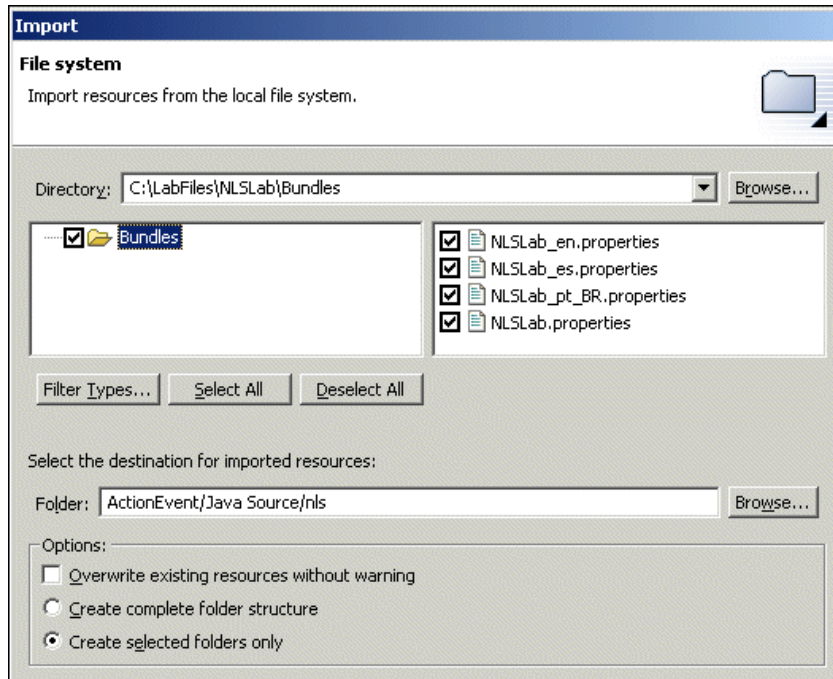 Import
File system
Import resources from the local file system.
Directory: C:\LabFiles\NLSLab\Bundles Browse...
Bundles
NLSLab_en.properties
NLSLab_es.properties
NLSLab_pt_BR.properties
NLSLab.properties
Filter Types... Select All Deselect All
Select the destination for imported resources:
Folder: ActionEvent/Java Source/nls Browse...
Options:
Overwrite existing resources without warning
Create complete folder structure
Create selected folders only